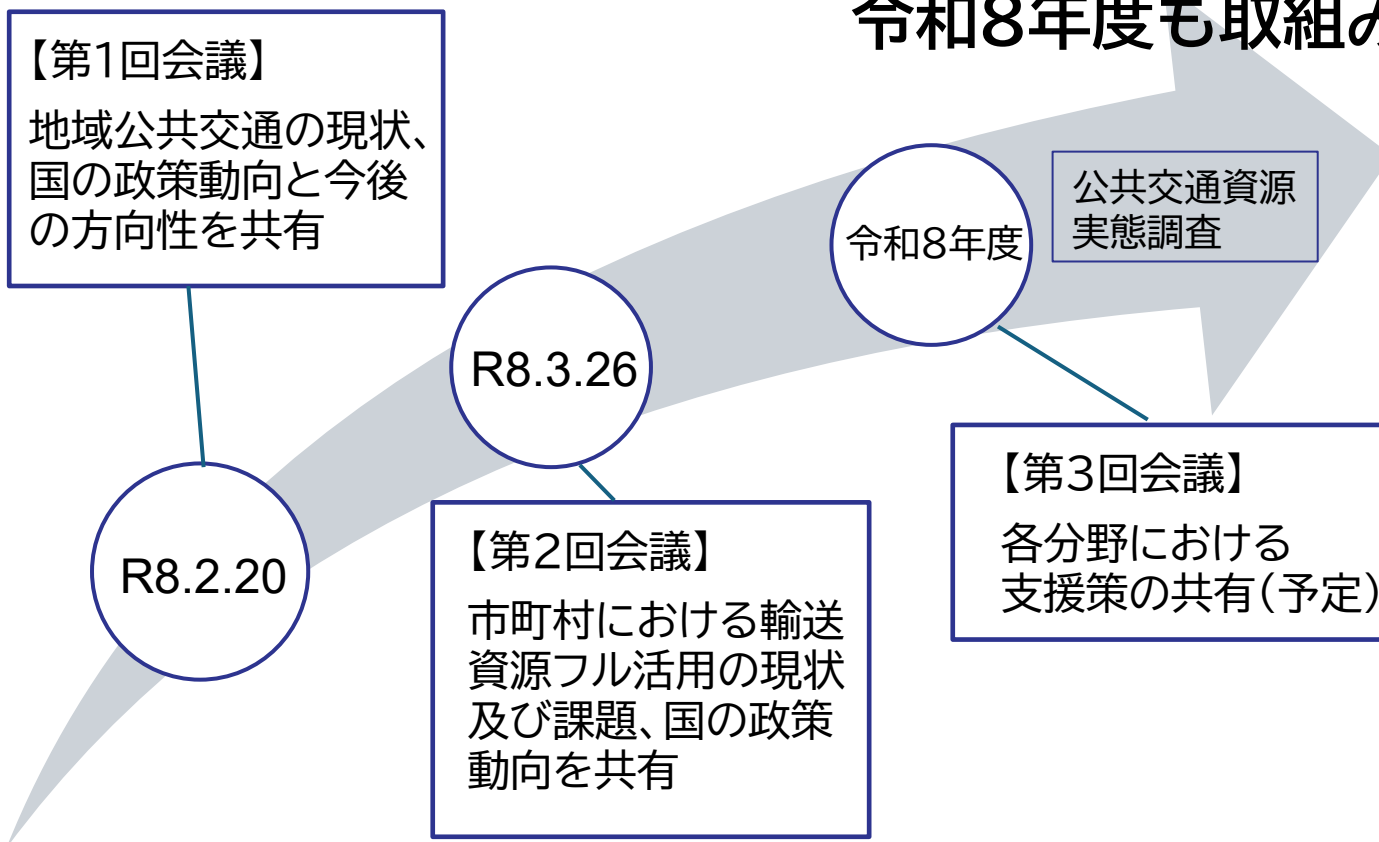 令和8年度も取組み
【第1回会議】
地域公共交通の現状、
国の政策動向と今後
の方向性を共有
公共交通資源
実態調査
令和8年度
R8.3.26
R8.2.20
【第2回会議】
市町村における輸送
資源フル活用の現状
及び課題、国の政策
動向を共有
【第3回会議】
各分野における
支援策の共有(予定)